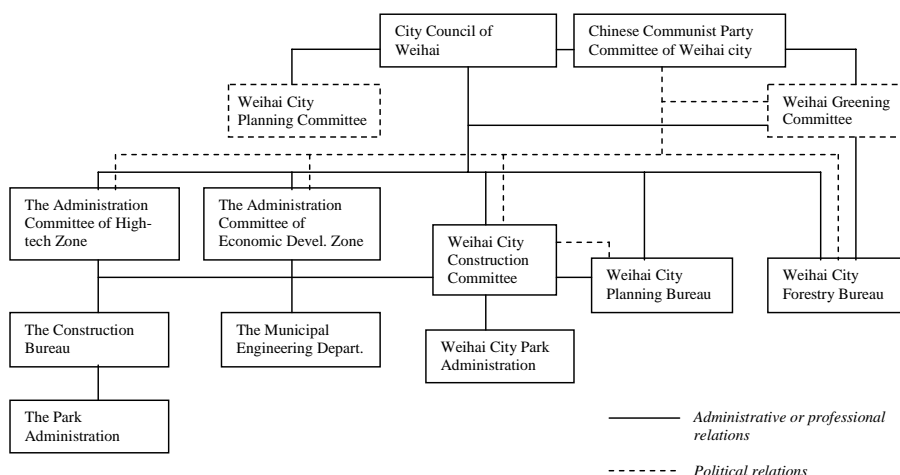 City Council of
Weihai
Chinese Communist Party
Committee of Weihai city
Weihai City
Planning Committee
Weihai Greening
Committee
The Administration
Committee of High-
tech Zone
The Administration
Committee of
Economic Devel. Zone
Weihai City
Construction
Committee
Weihai City
Planning Bureau
Weihai City
Forestry Bureau
The Construction
Bureau
The Municipal
Engineering Depart.
Weihai City Park
Administration
The Park
Administration
Administrative or professional
relations
Political relations